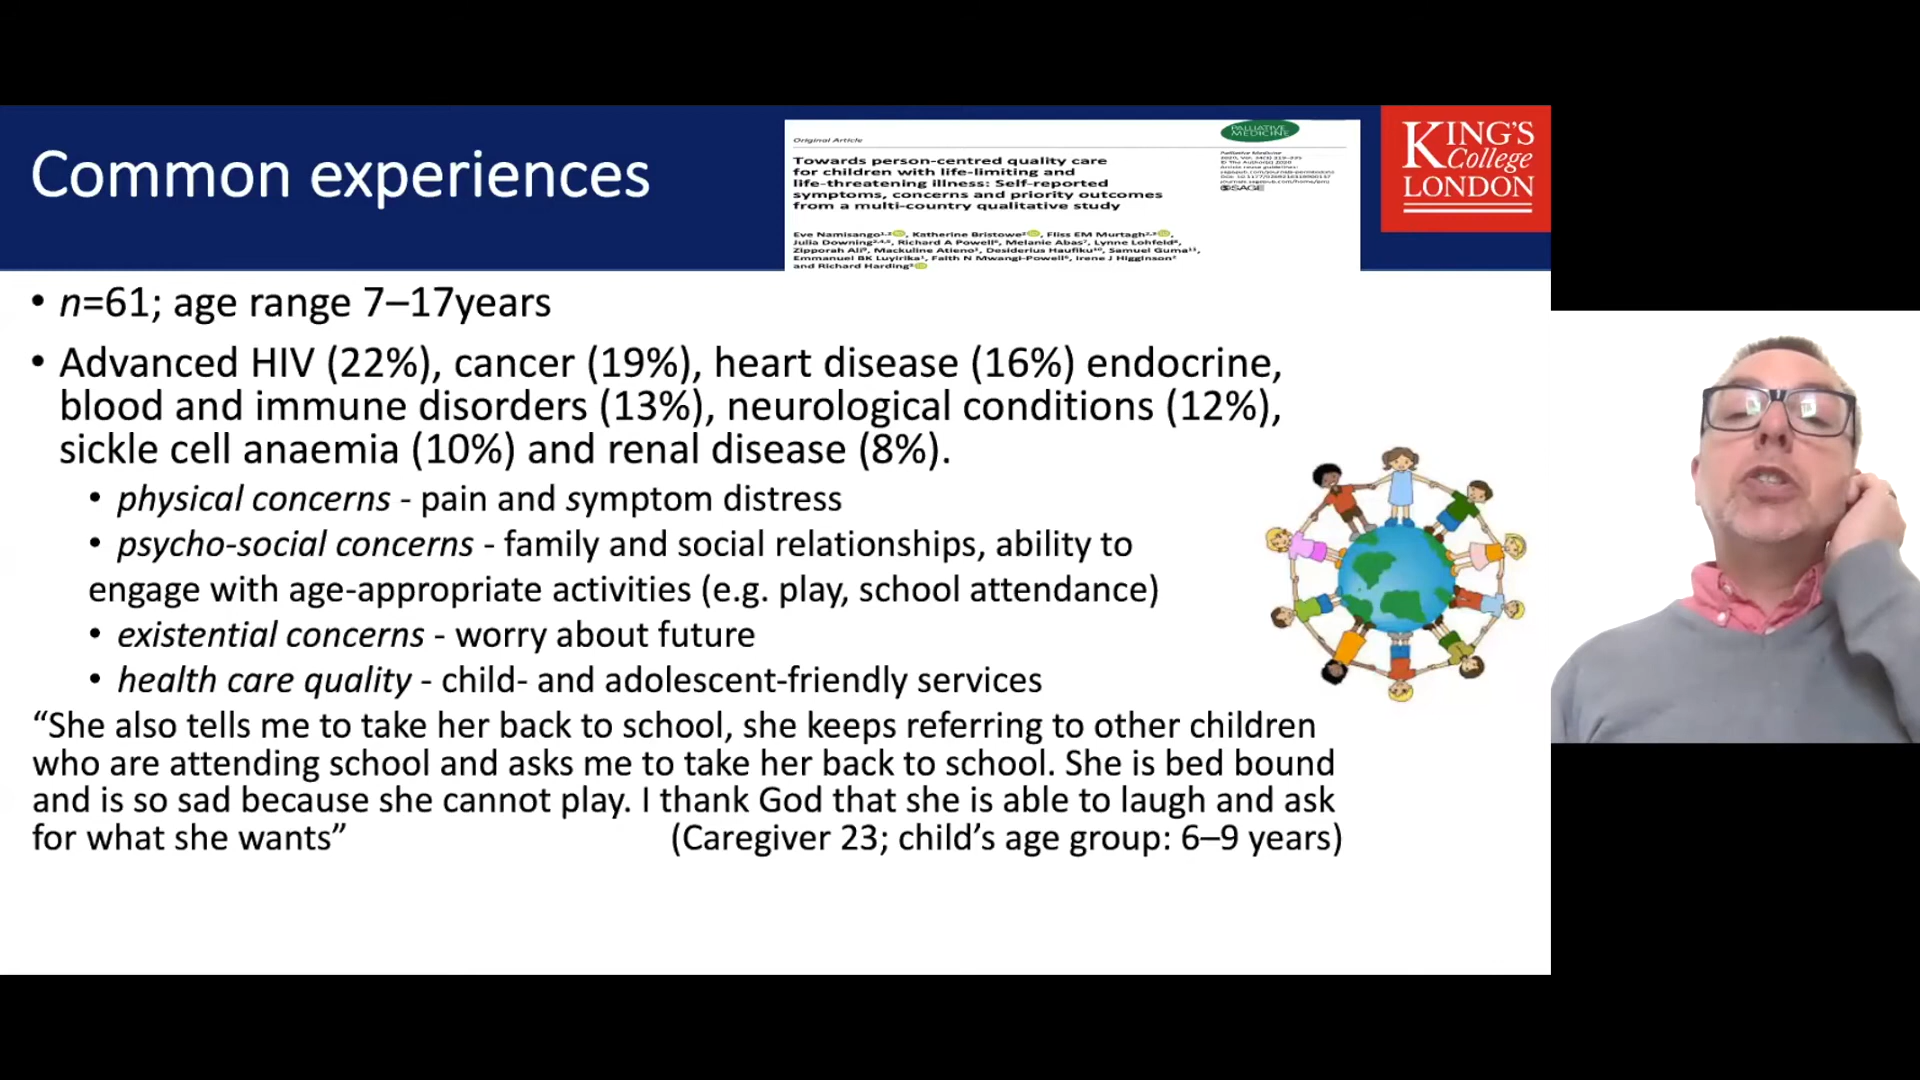 Common experiences
Original Article
PALLIATIVE
MEDICINE
Towards person-centred quality care
for children with life-limiting and
life-threatening illness: Self-reported
symptoms, concerns and priority outcomes
from a multi-country qualitative study
SAGE
Eve Namisango, Katherine Bristowe, Fliss EM Murtagh,
Julia Downing, Richard A Powell, Melanie Abas, Lynne Lohfeld,
Zipporah Ali, Mackuline Atieno, Desiderius Haufiku, Samuel Guma,
Emmanuel BK Luyirika, Faith N Mwangi-Powell, Irene J Higginson
and Richard Harding
KING'S
College
LONDON
• n=61; age range 7–17years
• Advanced HIV (22%), cancer (19%), heart disease (16%) endocrine,
blood and immune disorders (13%), neurological conditions (12%),
sickle cell anaemia (10%) and renal disease (8%).
• physical concerns - pain and symptom distress
• psycho-social concerns - family and social relationships, ability to
engage with age-appropriate activities (e.g. play, school attendance)
• existential concerns - worry about future
• health care quality - child- and adolescent-friendly services
“She also tells me to take her back to school, she keeps referring to other children
who are attending school and asks me to take her back to school. She is bed bound
and is so sad because she cannot play. I thank God that she is able to laugh and ask
for what she wants” (Caregiver 23; child’s age group: 6–9 years)